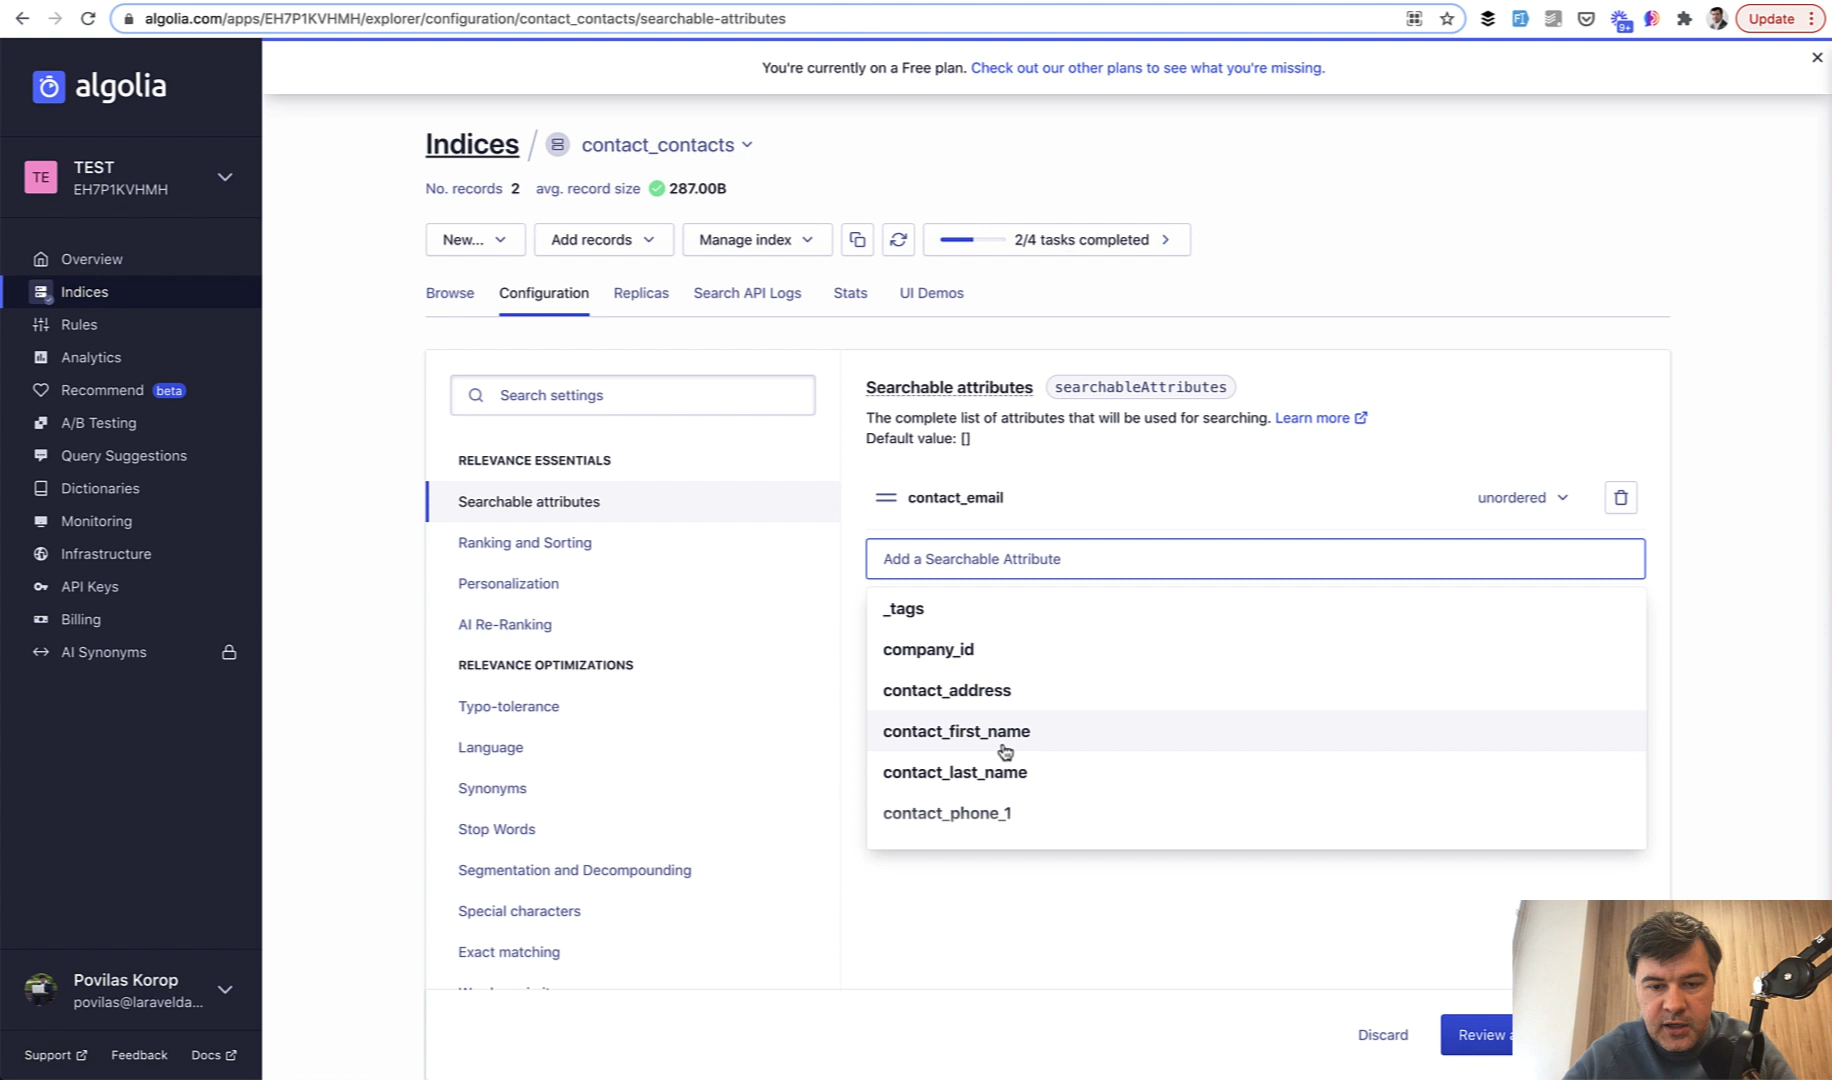 algolia.com/apps/EH7P1KVHMH/explorer/configuration/contact_contacts/searchable-attributes
9+
Update
You're currently on a Free plan. Check out our other plans to see what you're missing.
algolia
TE
TEST
EH7P1KVHMH
Overview
Indices
Rules
Analytics
Recommend beta
A/B Testing
Query Suggestions
Dictionaries
Monitoring
Infrastructure
API Keys
Billing
AI Synonyms
Povilas Korop
povilas@laravelda...
Support
Feedback
Docs
Indices / contact_contacts
No. records 2 avg. record size 287.00B
New...
Add records
Manage index
2/4 tasks completed
Browse
Configuration
Replicas
Search API Logs
Stats
UI Demos
Search settings
RELEVANCE ESSENTIALS
Searchable attributes
Ranking and Sorting
Personalization
AI Re-Ranking
RELEVANCE OPTIMIZATIONS
Typo-tolerance
Language
Synonyms
Stop Words
Segmentation and Decompounding
Special characters
Exact matching
Searchable attributes searchableAttributes
The complete list of attributes that will be used for searching. Learn more
Default value: []
contact_email
unordered
Add a Searchable Attribute
_tags
company_id
contact_address
contact_first_name
contact_last_name
contact_phone_1
Discard
Review